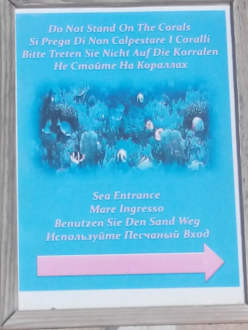 Do Not Stand On The Corals
Si Prega Di Non Calpestare I Coralli
Bitte Treten Sie Nicht Auf Die Korralen
Не Стойте На Кораллах
Sea Entrance
Mare Ingresso
Benutzen Sie Den Sand Weg
Используйте Песчаный Вход